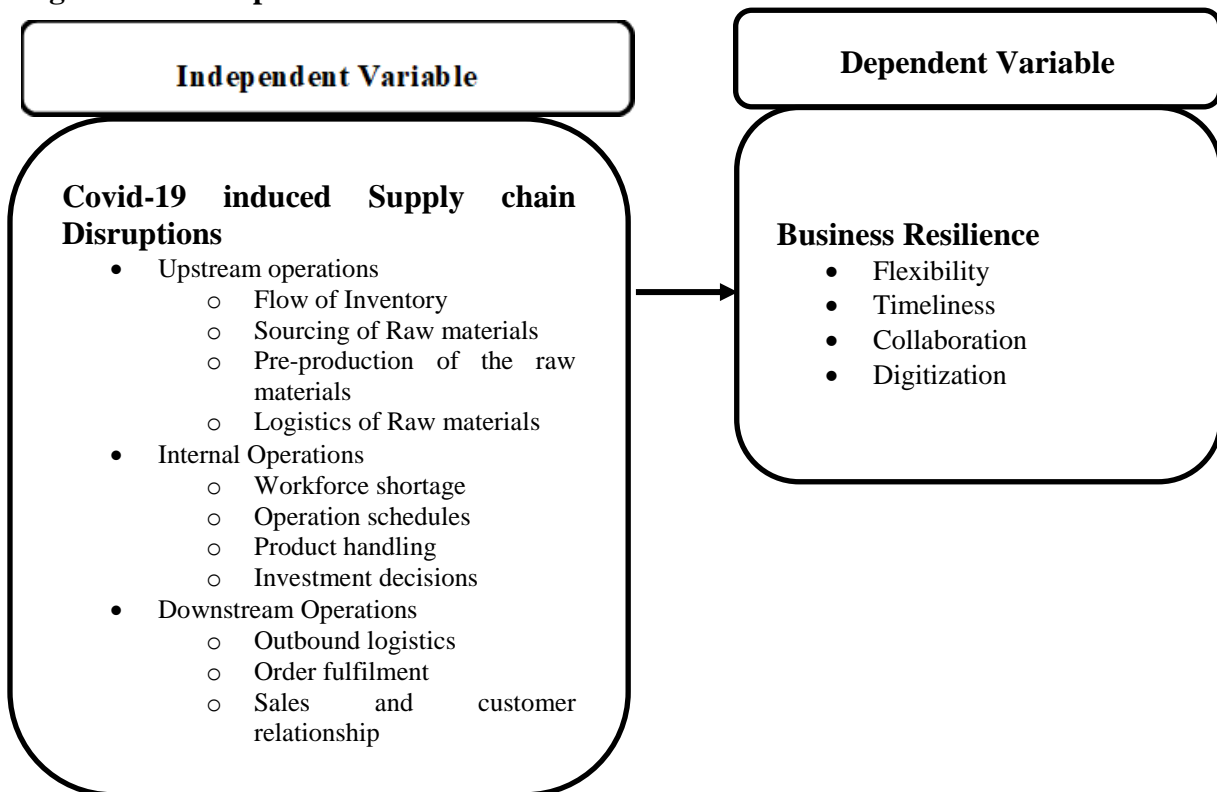 Independent Variable
Covid-19 induced Supply chain
Disruptions
• Upstream operations
o Flow of Inventory
o Sourcing of Raw materials
o Pre-production of the raw
materials
o Logistics of Raw materials
• Internal Operations
o Workforce shortage
o Operation schedules
o Product handling
o Investment decisions
• Downstream Operations
o Outbound logistics
o Order fulfilment
o Sales and customer
relationship
Dependent Variable
Business Resilience
• Flexibility
• Timeliness
• Collaboration
• Digitization